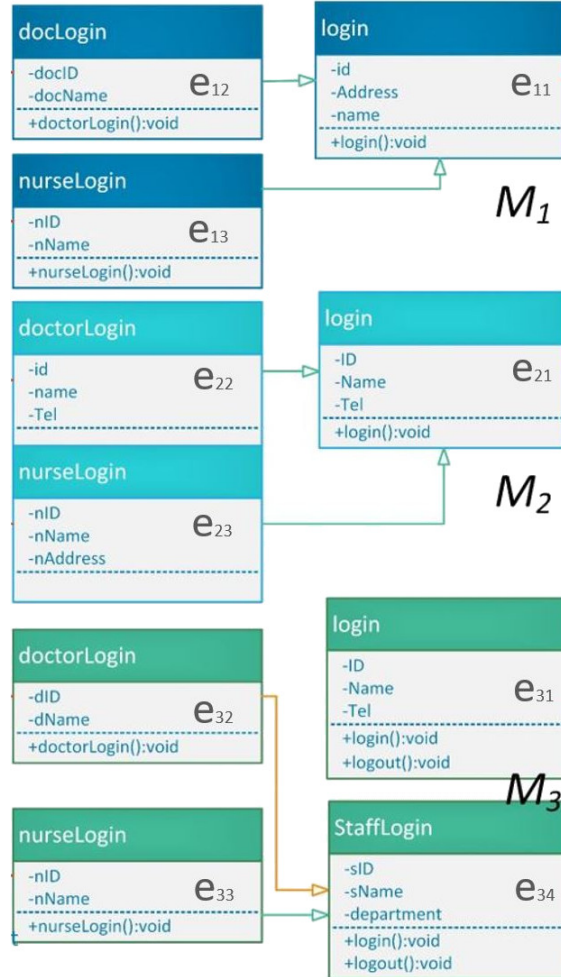 docLogin
-docID
-docName
e12
+doctorLogin():void
login
-id
-Address
-name
e11
+login():void
nurseLogin
-nID
-nName
e13
+nurseLogin():void
M1
doctorLogin
-id
-name
-Tel
e22
login
-ID
-Name
-Tel
e21
+login():void
nurseLogin
-nID
-nName
-nAddress
e23
M2
doctorLogin
-dID
-dName
e32
+doctorLogin():void
login
-ID
-Name
-Tel
e31
+login():void
+logout():void
M3
nurseLogin
-nID
-nName
e33
+nurseLogin():void
StaffLogin
-sID
-sName
-department
e34
+login():void
+logout():void